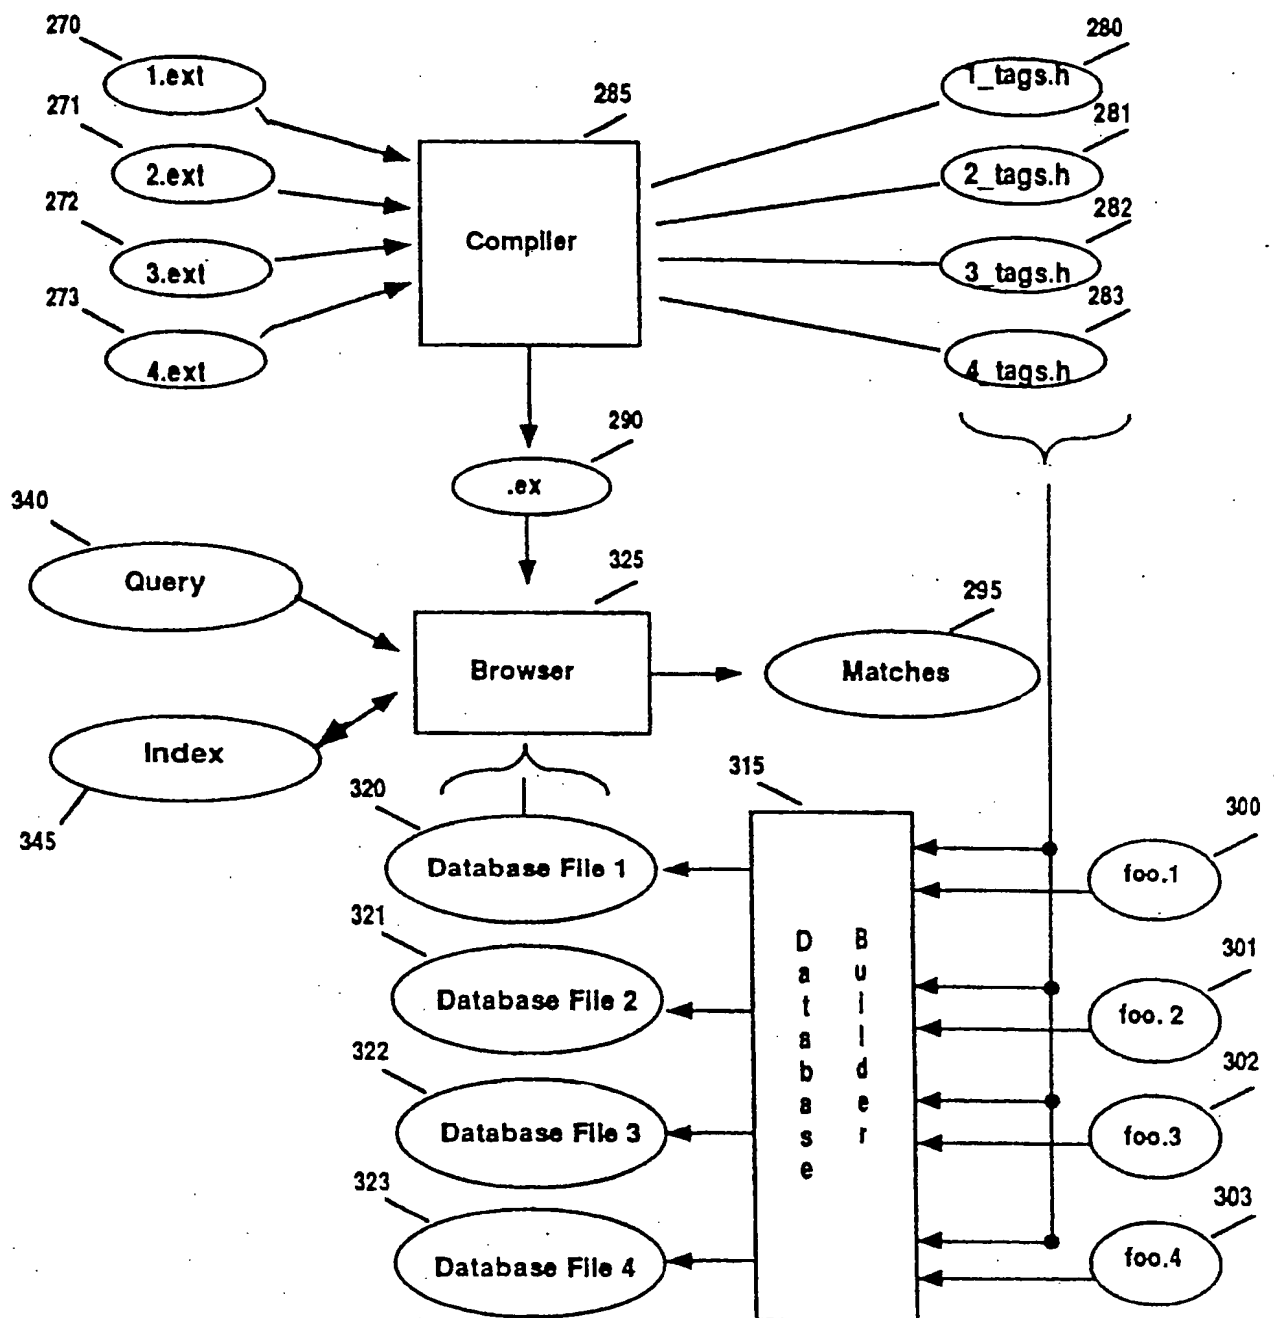 270
1.ext
271
2.ext
272
3.ext
273
4.ext
285
Compiler
280
1_tags.h
281
2_tags.h
282
3_tags.h
283
4_tags.h
290
.ex
340
Query
325
Browser
295
Matches
Index
345
320
Database File 1
321
Database File 2
322
Database File 3
323
Database File 4
315
Database
Builder
300
foo.1
301
foo. 2
302
foo.3
303
foo.4